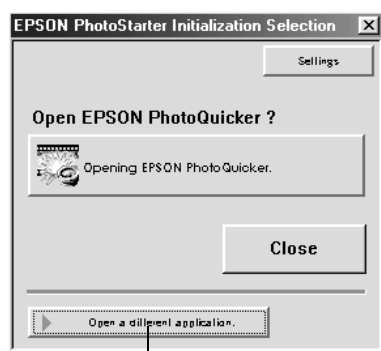 EPSON PhotoStarter Initialization Selection
Settings
Open EPSON PhotoQuicker ?
Opening EPSON PhotoQuicker.
Close
Open a different application.